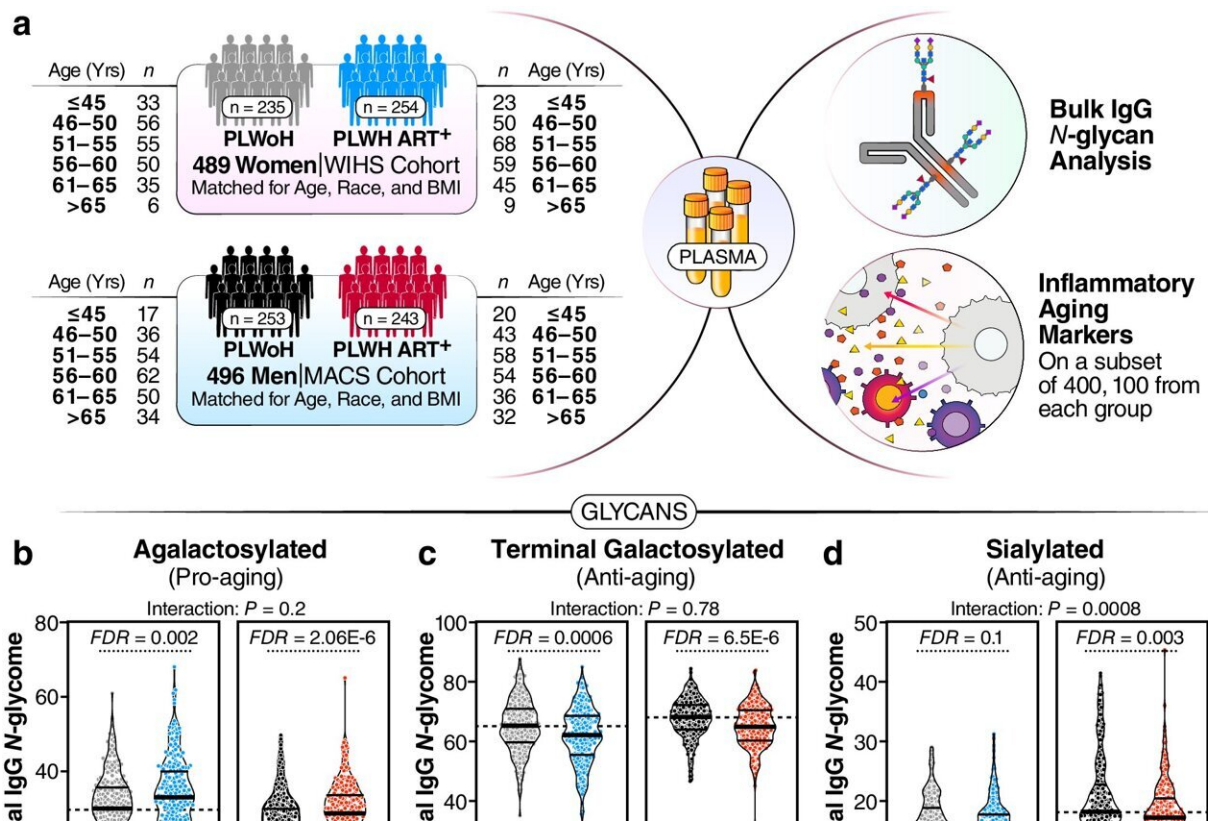 a
Age (Yrs) n
≤45 33
46–50 56
51–55 55
56–60 50
61–65 35
>65 6
n = 235 n = 254
PLWoH PLWH ART+
489 Women|WIHS Cohort
Matched for Age, Race, and BMI
n Age (Yrs)
23 ≤45
50 46–50
68 51–55
59 56–60
45 61–65
9 >65
Age (Yrs) n
≤45 17
46–50 36
51–55 54
56–60 62
61–65 50
>65 34
n = 253 n = 243
PLWoH PLWH ART+
496 Men|MACS Cohort
Matched for Age, Race, and BMI
n Age (Yrs)
20 ≤45
43 46–50
58 51–55
54 56–60
36 61–65
32 >65
PLASMA
Bulk IgG
N-glycan
Analysis
Inflammatory
Aging
Markers
On a subset
of 400, 100 from
each group
GLYCANS
b Agalactosylated
(Pro-aging)
Interaction: P = 0.2
FDR = 0.002 FDR = 2.06E-6
80
60
40
al IgG N-glycome
c Terminal Galactosylated
(Anti-aging)
Interaction: P = 0.78
FDR = 0.0006 FDR = 6.5E-6
100
80
60
40
al IgG N-glycome
d Sialylated
(Anti-aging)
Interaction: P = 0.0008
FDR = 0.1 FDR = 0.003
50
40
30
20
al IgG N-glycome